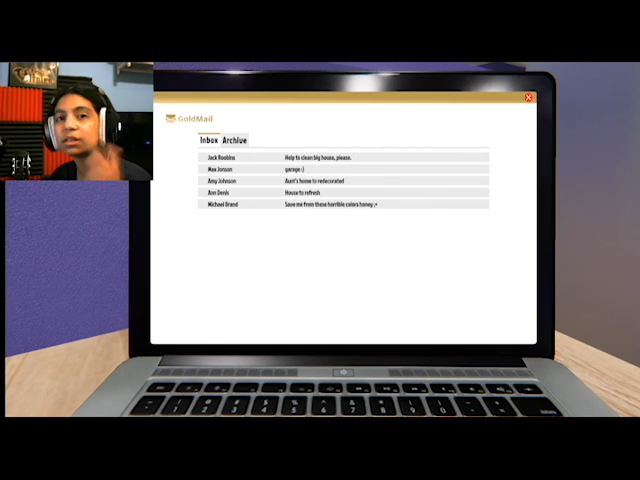 GoldMail
Inbox Archive
Jack Roobins Help to clean big house, please.
Max Jonson garage :)
Amy Johnson Aunt's home to redecorated
Ann Denis House to refresh
Michael Brand Save me from these horrible colors honey ;*